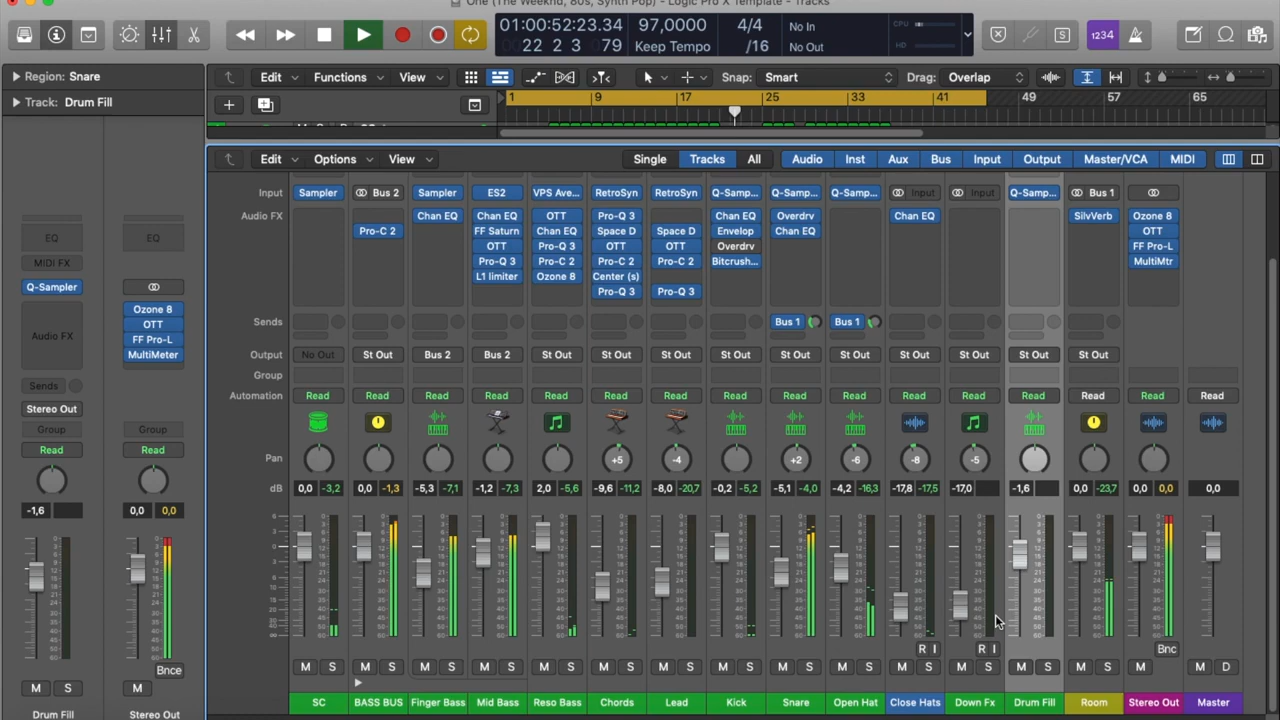 One (The Weeknd, 80s, Synth Pop) - Logic Pro X Template - Tracks
01:00:52:23.34 97,0000 4/4 No In CPU
22 2 3 79 Keep Tempo /16 No Out HD
S 1234
Region: Snare Edit Functions View Snap: Smart Drag: Overlap
Track: Drum Fill 1 9 17 25 33 41 49 57 65
Edit Options View Single Tracks All Audio Inst Aux Bus Input Output Master/VCA MIDI
Input Sampler Bus 2 Sampler ES2 VPS Ave... RetroSyn RetroSyn Q-Samp... Q-Samp... Q-Samp... Input Input Q-Samp... Bus 1
Audio FX Chan EQ Chan EQ OTT Pro-Q 3 Chan EQ Overdrv Chan EQ SilvVerb Ozone 8
Pro-C 2 FF Saturn Chan EQ Space D Space D Envelop Chan EQ OTT
EQ EQ OTT Pro-Q 3 OTT OTT Overdrv FF Pro-L
MIDI FX Pro-Q 3 Pro-C 2 Pro-C 2 Pro-C 2 Bitcrush... MultiMtr
L1 limiter Ozone 8 Center (s)
Q-Sampler Pro-Q 3 Pro-Q 3
Ozone 8
Audio FX OTT Sends Bus 1 Bus 1
FF Pro-L
MultiMeter Output No Out St Out Bus 2 Bus 2 St Out St Out St Out St Out St Out St Out St Out St Out St Out St Out
Sends Group
Stereo Out Automation Read Read Read Read Read Read Read Read Read Read Read Read Read Read Read Read
Group Group
Read Read
Pan +5 -4 +2 -6 -8 -5
dB 0,0 -3,2 0,0 -1,3 -5,3 -7,1 -1,2 -7,3 2,0 -5,6 -9,6 -11,2 -8,0 -20,7 -0,2 -5,2 -5,1 -4,0 -4,2 -16,3 -17,8 -17,5 -17,0 -1,6 0,0 -23,7 0,0 0,0 0,0
-1,6 0,0 0,0
R I R I Bnc
Bnce M S M S M S M S M S M S M S M S M S M S M S M S M S M S M M D
M S M
SC BASS BUS Finger Bass Mid Bass Reso Bass Chords Lead Kick Snare Open Hat Close Hats Down Fx Drum Fill Room Stereo Out Master
Drum Fill Stereo Out